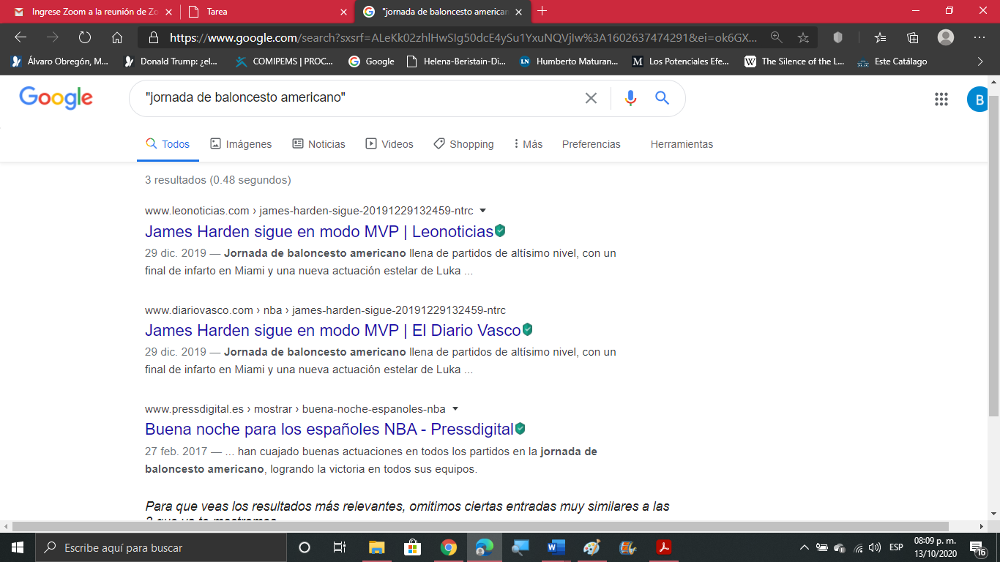 Ingrese Zoom a la reunión de Zo
Tarea
"jornada de baloncesto american
https://www.google.com/search?sxsrf=ALeKk02zhlHwSIg50dcE4ySu1YxuNQVjIw%3A1602637474291&ei=ok6GX...
Álvaro Obregón, M...
Donald Trump: ¿el...
COMIPEMS | PROC...
Google
Helena-Beristain-Di...
LN
Humberto Maturan...
M
Los Potenciales Efe...
W
The Silence of the L...
Este Catálago
Google
"jornada de baloncesto americano"
B
Todos
Imágenes
Noticias
Videos
Shopping
Más
Preferencias
Herramientas
3 resultados (0.48 segundos)
www.leonoticias.com › james-harden-sigue-20191229132459-ntrc
James Harden sigue en modo MVP | Leonoticias
29 dic. 2019 — Jornada de baloncesto americano llena de partidos de altísimo nivel, con un
final de infarto en Miami y una nueva actuación estelar de Luka ...
www.diariovasco.com › nba › james-harden-sigue-20191229132459-ntrc
James Harden sigue en modo MVP | El Diario Vasco
29 dic. 2019 — Jornada de baloncesto americano llena de partidos de altísimo nivel, con un
final de infarto en Miami y una nueva actuación estelar de Luka ...
www.pressdigital.es › mostrar › buena-noche-espanoles-nba
Buena noche para los españoles NBA - Pressdigital
27 feb. 2017 — ... han cuajado buenas actuaciones en todos los partidos en la jornada de
baloncesto americano, logrando la victoria en todos sus equipos.
Para que veas los resultados más relevantes, omitimos ciertas entradas muy similares a las
Escribe aquí para buscar
ESP
08:09 p. m.
13/10/2020
16